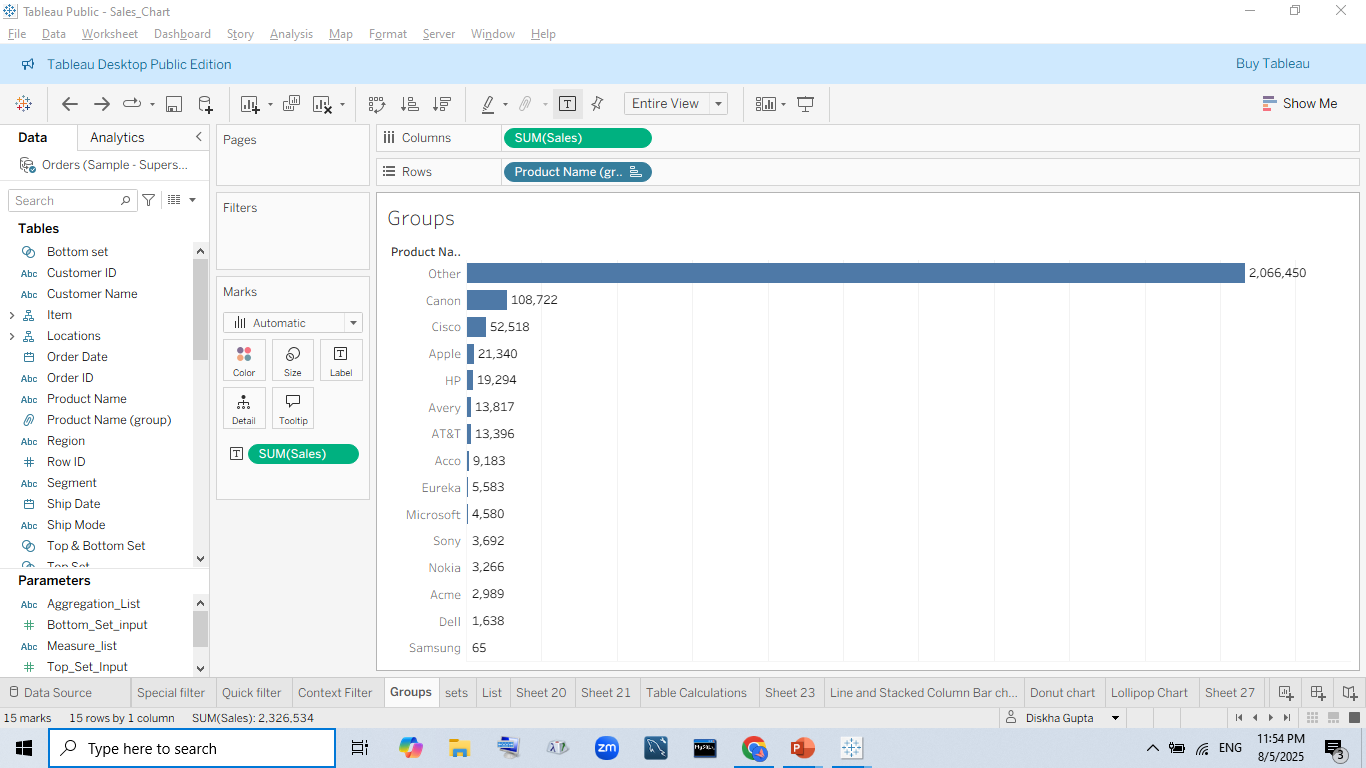 Tableau Public - Sales_Chart
File Data Worksheet Dashboard Story Analysis Map Format Server Window Help
Tableau Desktop Public Edition Buy Tableau
Entire View Show Me
Data Analytics
Orders (Sample - Supers...
Search
Tables
Bottom set
Abc Customer ID
Abc Customer Name
Item
Locations
Order Date
Abc Order ID
Abc Product Name
Product Name (group)
Abc Region
# Row ID
Abc Segment
Ship Date
Abc Ship Mode
Top & Bottom Set
Top Set
Parameters
Abc Aggregation_List
# Bottom_Set_input
Abc Measure_list
# Top_Set_Input
Pages
Filters
Marks
Automatic
Color Size Label
Detail Tooltip
SUM(Sales)
Columns SUM(Sales)
Rows Product Name (gr..
Groups
Product Na..
Other 2,066,450
Canon 108,722
Cisco 52,518
Apple 21,340
HP 19,294
Avery 13,817
AT&T 13,396
Acco 9,183
Eureka 5,583
Microsoft 4,580
Sony 3,692
Nokia 3,266
Acme 2,989
Dell 1,638
Samsung 65
Data Source Special filter Quick filter Context Filter Groups sets List Sheet 20 Sheet 21 Table Calculations Sheet 23 Line and Stacked Column Bar ch... Donut chart Lollipop Chart Sheet 27
15 marks 15 rows by 1 column SUM(Sales): 2,326,534 Diskha Gupta
Type here to search
zm
MySQL
P
ENG
11:54 PM
8/5/2025
3